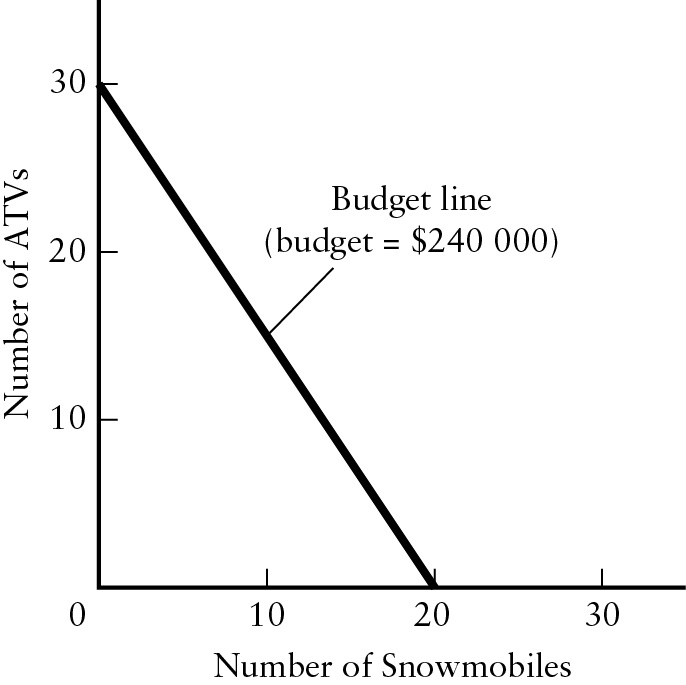 Number of ATVs
30
20
10
Budget line
(budget = $240 000)
0
10
20
30
Number of Snowmobiles